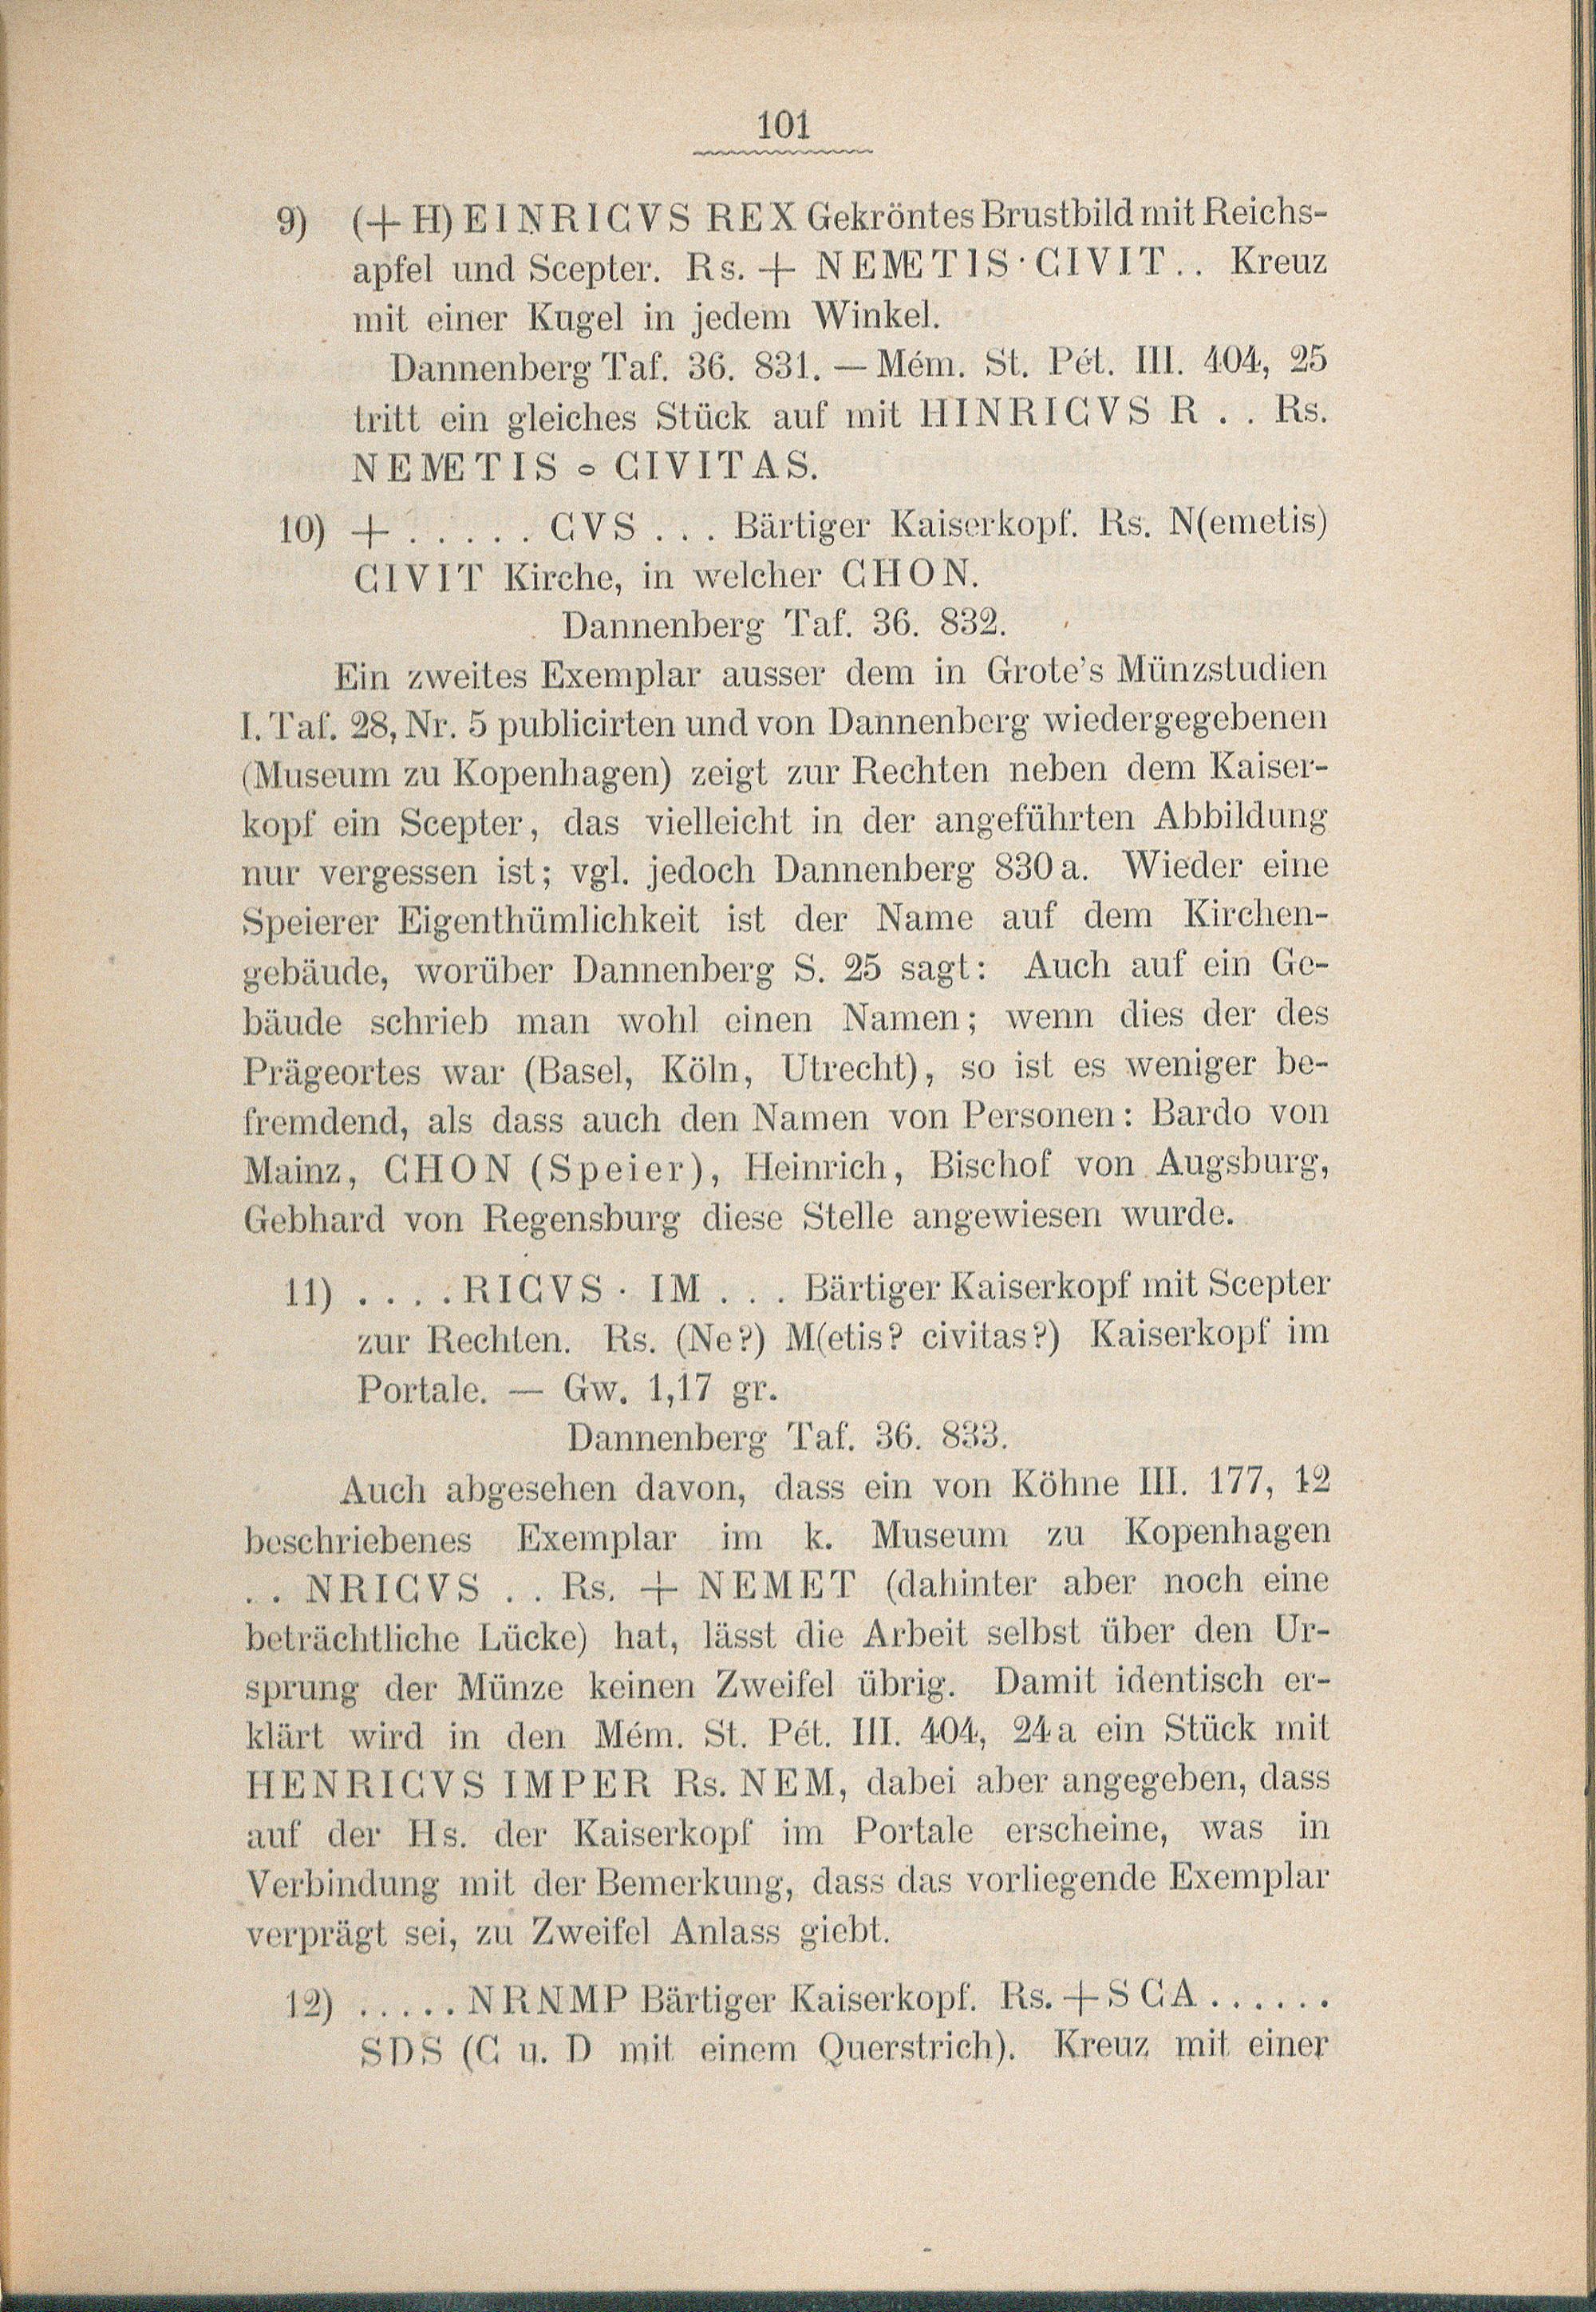 101
9) (+ H) EINRICVS REX Gekröntes Brustbild mit Reichs-
apfel und Scepter. Rs. + NEMETIS · CIVIT . . Kreuz
mit einer Kugel in jedem Winkel.
Dannenberg Taf. 36. 831. — Mém. St. Pét. III. 404, 25
tritt ein gleiches Stück auf mit HINRICVS R . . Rs.
NEMETIS ∘ CIVITAS.
10) + . . . . . CVS . . . Bärtiger Kaiserkopf. Rs. N(emetis)
CIVIT Kirche, in welcher CHON.
Dannenberg Taf. 36. 832.
Ein zweites Exemplar ausser dem in Grote's Münzstudien
I. Taf. 28, Nr. 5 publicirten und von Dannenberg wiedergegebenen
(Museum zu Kopenhagen) zeigt zur Rechten neben dem Kaiser-
kopf ein Scepter, das vielleicht in der angeführten Abbildung
nur vergessen ist; vgl. jedoch Dannenberg 830 a. Wieder eine
Speierer Eigenthümlichkeit ist der Name auf dem Kirchen-
gebäude, worüber Dannenberg S. 25 sagt: Auch auf ein Ge-
bäude schrieb man wohl einen Namen; wenn dies der des
Prägeortes war (Basel, Köln, Utrecht), so ist es weniger be-
fremdend, als dass auch den Namen von Personen: Bardo von
Mainz, CHON (Speier), Heinrich, Bischof von Augsburg,
Gebhard von Regensburg diese Stelle angewiesen wurde.
11) . . . . RICVS · IM . . . Bärtiger Kaiserkopf mit Scepter
zur Rechten. Rs. (Ne?) M(etis? civitas?) Kaiserkopf im
Portale. — Gw. 1,17 gr.
Dannenberg Taf. 36. 833.
Auch abgesehen davon, dass ein von Köhne III. 177, 12
beschriebenes Exemplar im k. Museum zu Kopenhagen
. . NRICVS . . Rs. + NEMET (dahinter aber noch eine
beträchtliche Lücke) hat, lässt die Arbeit selbst über den Ur-
sprung der Münze keinen Zweifel übrig. Damit identisch er-
klärt wird in den Mém. St. Pét. III. 404, 24 a ein Stück mit
HENRICVS IMPER Rs. NEM, dabei aber angegeben, dass
auf der Hs. der Kaiserkopf im Portale erscheine, was in
Verbindung mit der Bemerkung, dass das vorliegende Exemplar
verprägt sei, zu Zweifel Anlass giebt.
12) . . . . . NRNMP Bärtiger Kaiserkopf. Rs. + SCA . . . . . .
SDS (C u. D mit einem Querstrich). Kreuz mit einer